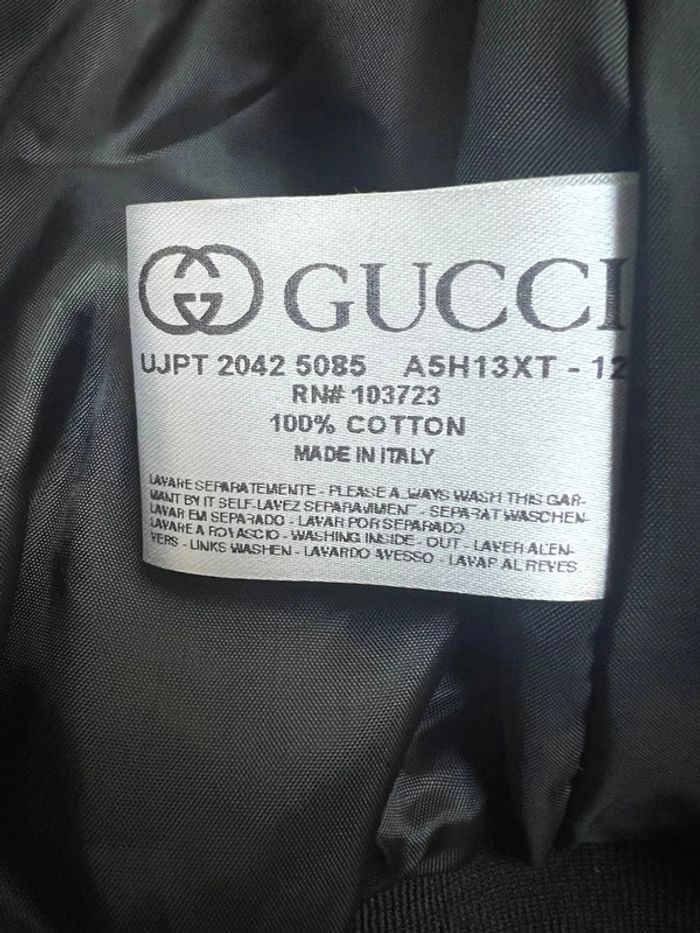 GUCCI
UJPT 2042 5085 A5H13XT - 12
RN# 103723
100% COTTON
MADE IN ITALY
LAVARE SEPARATEMENTE - PLEASE ALWAYS WASH THIS GAR-
MANT BY IT SELF-LAVEZ SEPARAVMENT - SEPARAT WASCHEN-
LAVAR EM SEPARADO - LAVAR POR SEPARADO
LAVARE A ROVASCIO - WASHING INSIDE - OUT - LAVER ALEN-
VERS - LINKS WASHEN - LAVARDO AVESSO - LAVAR AL REVES